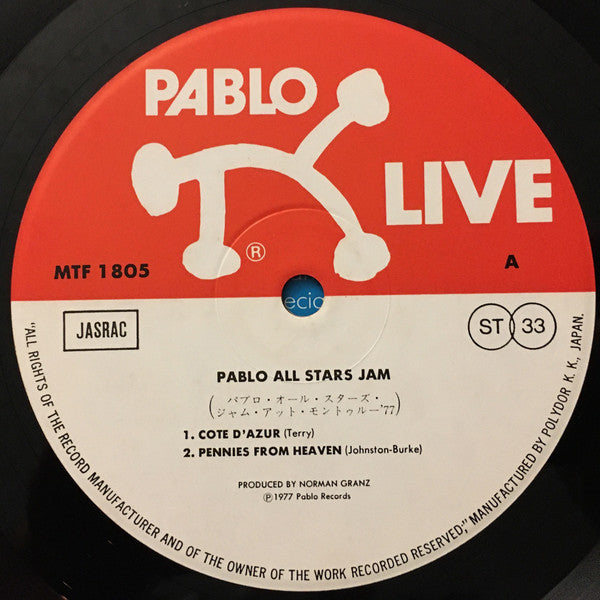 PABLO
LIVE
®
MTF 1805
A
ecic
JASRAC
ST 33
PABLO ALL STARS JAM
(パブロ・オール・スターズ・
ジャム・アット・モントゥルー'77)
1. COTE D'AZUR (Terry)
2. PENNIES FROM HEAVEN (Johnston-Burke)
PRODUCED BY NORMAN GRANZ
Ⓟ1977 Pablo Records
"ALL RIGHTS OF THE RECORD MANUFACTURER AND OF THE OWNER OF THE WORK RECORDED RESERVED," "MANUFACTURED BY POLYDOR K. K., JAPAN.